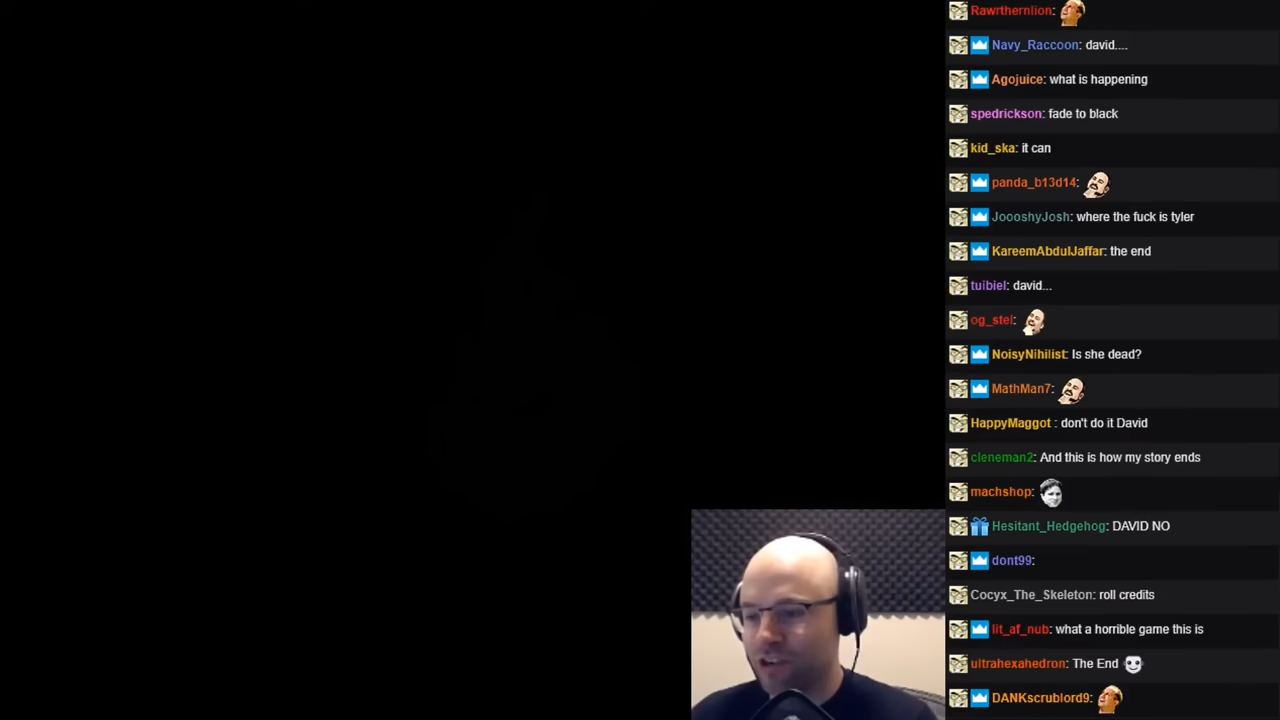 Rawrthernlion:
Navy_Raccoon: david....
Agojuice: what is happening
spedrickson: fade to black
kid_ska: it can
panda_b13d14:
JoooshyJosh: where the fuck is tyler
KareemAbdulJaffar: the end
tuibiel: david...
og_stel:
NoisyNihilist: Is she dead?
MathMan7:
HappyMaggot : don't do it David
cleneman2: And this is how my story ends
machshop:
Hesitant_Hedgehog: DAVID NO
dont99:
Cocyx_The_Skeleton: roll credits
lit_af_nub: what a horrible game this is
ultrahexahedron: The End
DANKscrublord9: